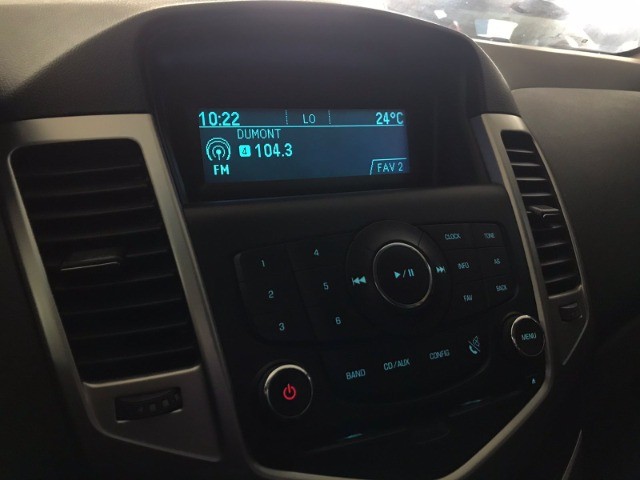 10:22 LO 24°C
DUMONT
4 104.3
FM FAV 2
1 4 CLOCK TONE
2 5 INFO AS
3 6 FAV BACK
BAND CD/AUX CONFIG MENU